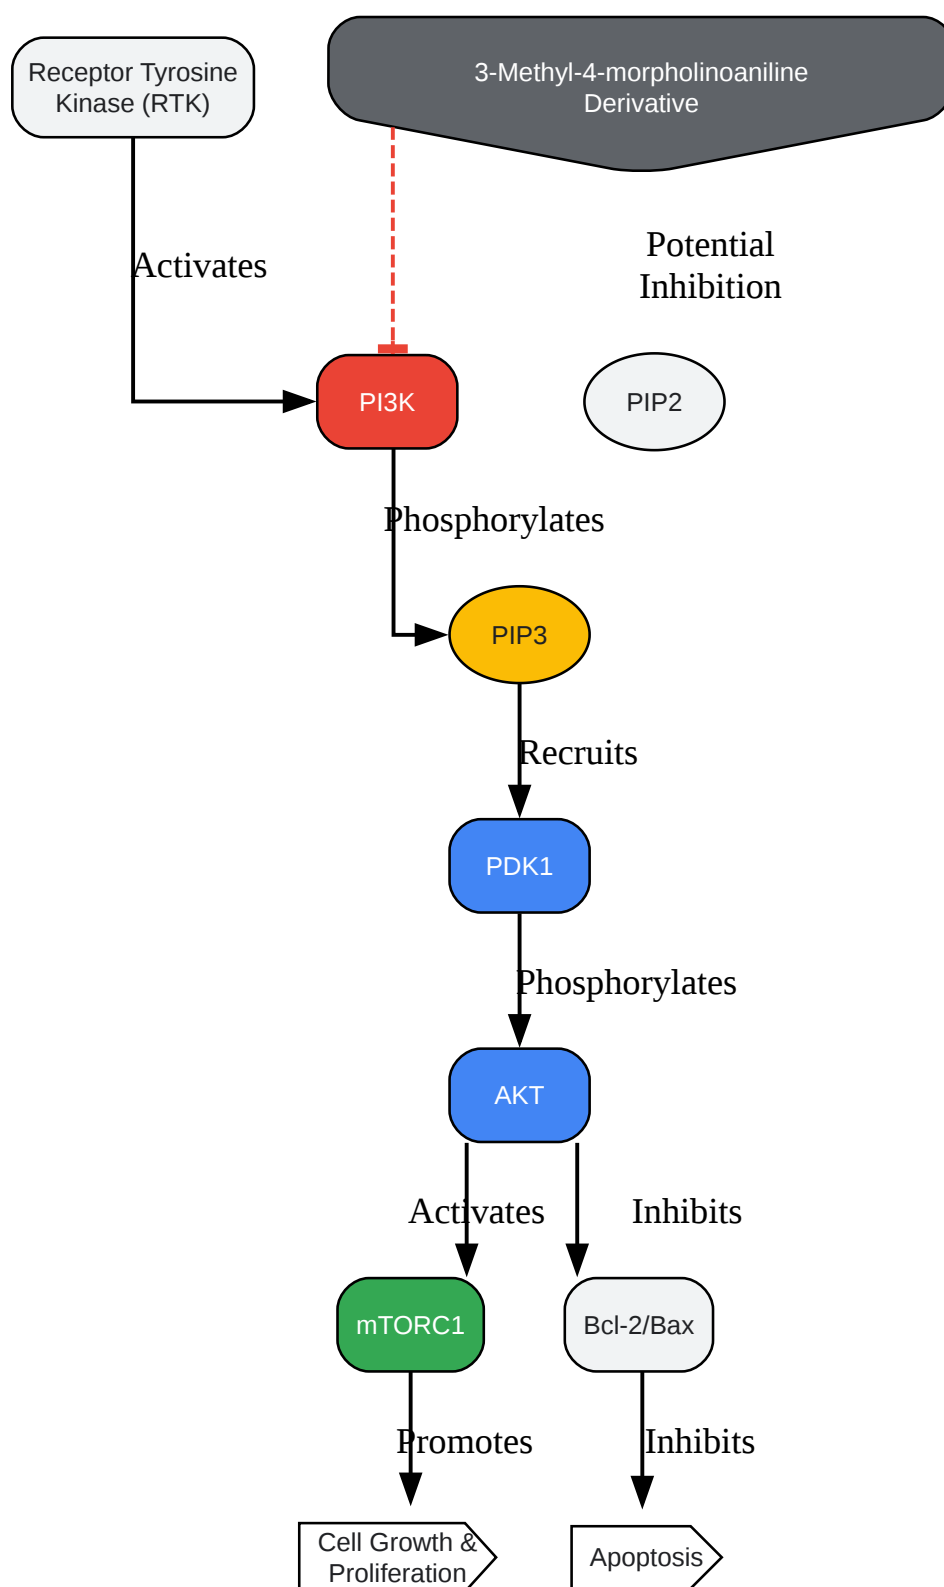 Receptor Tyrosine
Kinase (RTK)
3-Methyl-4-morpholinoaniline
Derivative
Activates
Potential
Inhibition
PI3K
PIP2
Phosphorylates
PIP3
Recruits
PDK1
Phosphorylates
AKT
Activates
Inhibits
mTORC1
Bcl-2/Bax
Promotes
Inhibits
Cell Growth &
Proliferation
Apoptosis